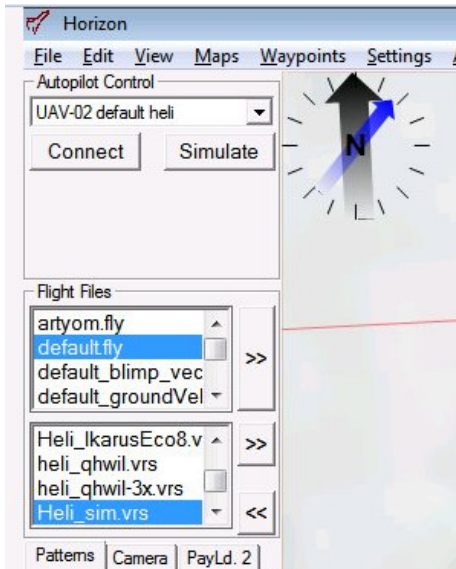 Horizon
File Edit View Maps Waypoints Settings
Autopilot Control
UAV-02 default heli
Connect Simulate
N
Flight Files
artyom.fly
default.fly
>>
default_blimp_vec
default_groundVel
Heli_IkarusEco8.v
>>
heli_qhwil.vrs
heli_qhwil-3x.vrs
Heli_sim.vrs
<<
Patterns Camera PayLd. 2